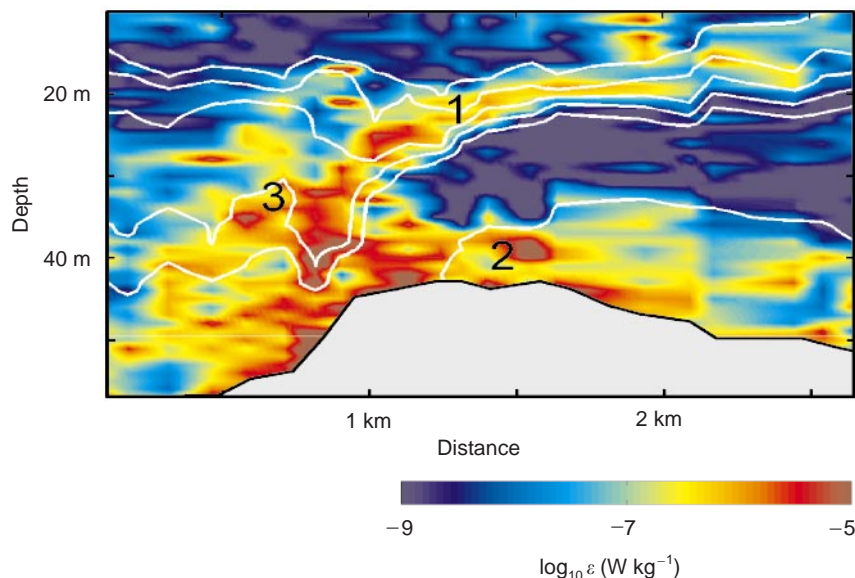 20 m
40 m
Depth
1
2
3
1 km
2 km
Distance
−9
−7
−5
log₁₀ ε (W kg⁻¹)